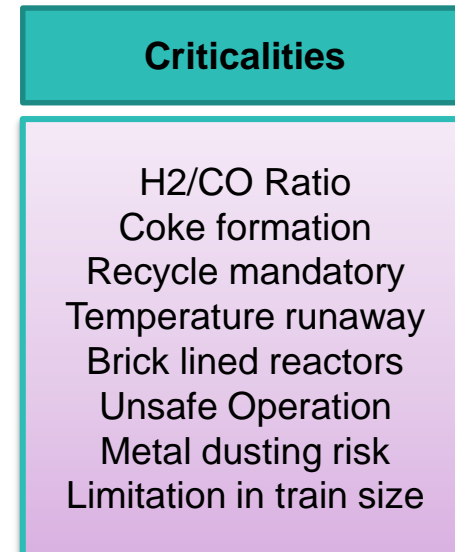 Criticalities
H2/CO Ratio
Coke formation
Recycle mandatory
Temperature runaway
Brick lined reactors
Unsafe Operation
Metal dusting risk
Limitation in train size